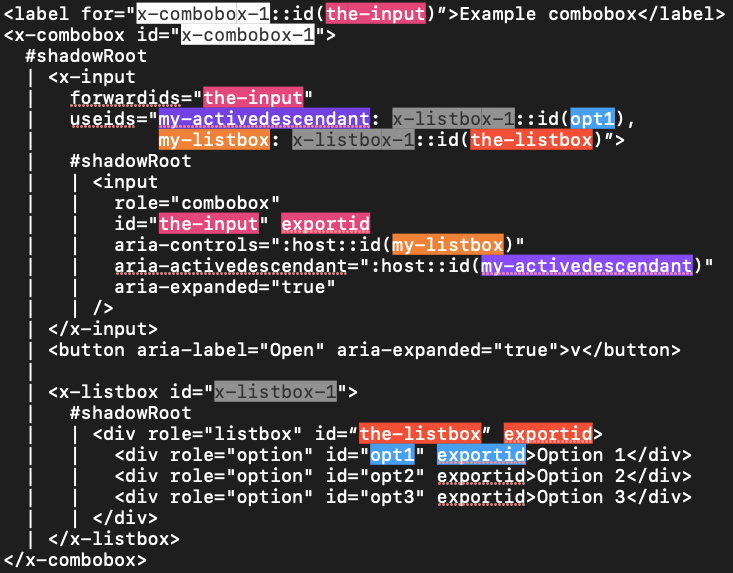 <label for="x-combobox-1::id(the-input)”>Example combobox</label>
<x-combobox id="x-combobox-1">
  #shadowRoot
  | <x-input
  |   forwardids="the-input"
  |   useids="my-activedescendant: x-listbox-1::id(opt1),
  |           my-listbox: x-listbox-1::id(the-listbox)”>
  |   #shadowRoot
  |   | <input
  |   |   role="combobox"
  |   |   id="the-input" exportid
  |   |   aria-controls=":host::id(my-listbox)"
  |   |   aria-activedescendant=":host::id(my-activedescendant)"
  |   |   aria-expanded="true"
  |   | />
  | </x-input>
  | <button aria-label="Open" aria-expanded="true">v</button>
  |
  | <x-listbox id="x-listbox-1">
  |   #shadowRoot
  |   | <div role="listbox" id=“the-listbox” exportid>
  |   |   <div role="option" id="opt1" exportid>Option 1</div>
  |   |   <div role="option" id="opt2" exportid>Option 2</div>
  |   |   <div role="option" id="opt3" exportid>Option 3</div>
  |   | </div>
  | </x-listbox>
</x-combobox>